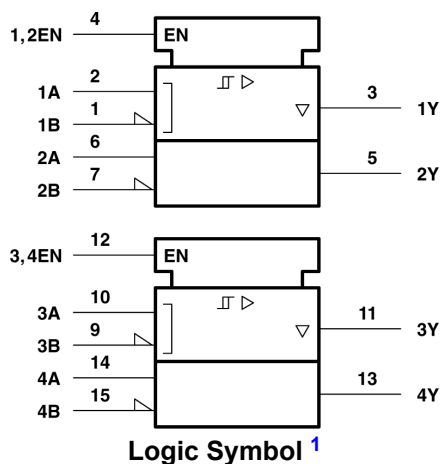 4
1,2EN EN
2
1A 3
1 1Y
1B
6
2A 5
7 2Y
2B
12
3,4EN EN
10
3A 11
9 3Y
3B
14
4A 13
15 4Y
4B
Logic Symbol 1